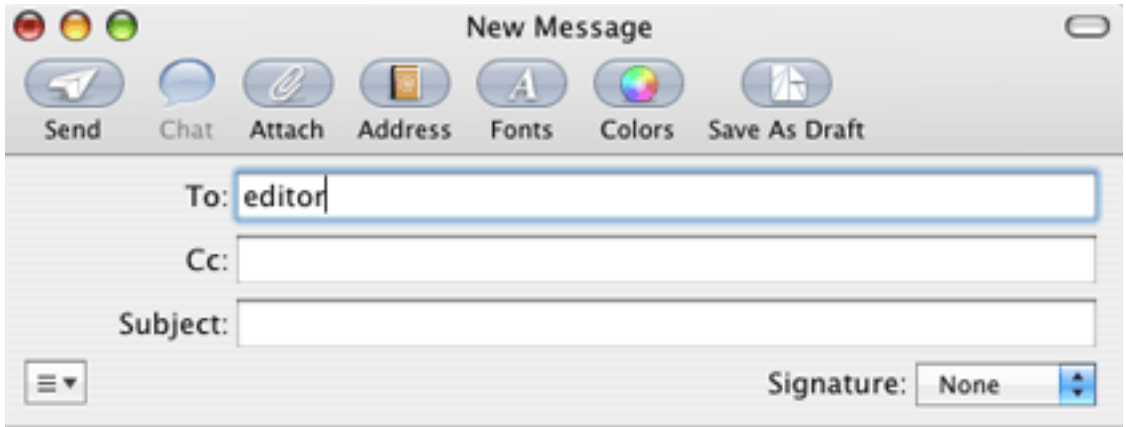 New Message
Send Chat Attach Address Fonts Colors Save As Draft
To: editor
Cc:
Subject:
Signature: None